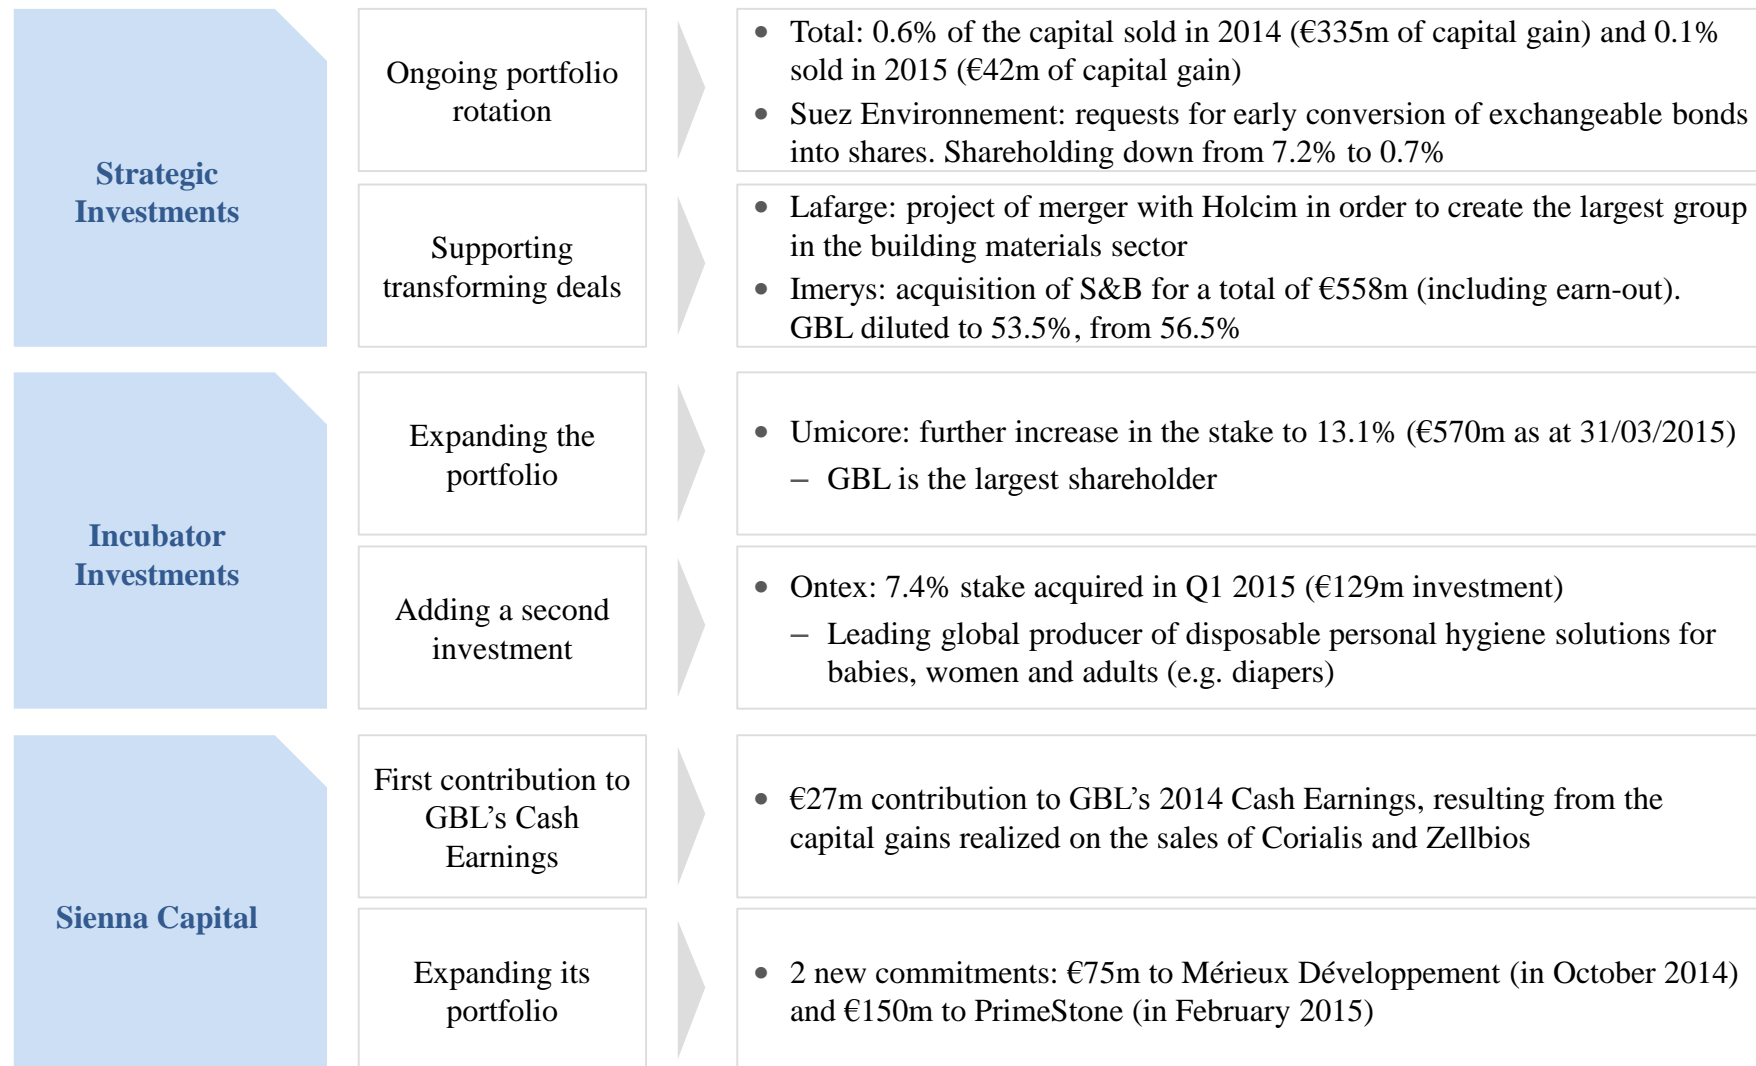 Strategic
Investments
Ongoing portfolio
rotation
• Total: 0.6% of the capital sold in 2014 (€335m of capital gain) and 0.1%
sold in 2015 (€42m of capital gain)
• Suez Environnement: requests for early conversion of exchangeable bonds
into shares. Shareholding down from 7.2% to 0.7%
Supporting
transforming deals
• Lafarge: project of merger with Holcim in order to create the largest group
in the building materials sector
• Imerys: acquisition of S&B for a total of €558m (including earn-out).
GBL diluted to 53.5%, from 56.5%
Incubator
Investments
Expanding the
portfolio
• Umicore: further increase in the stake to 13.1% (€570m as at 31/03/2015)
– GBL is the largest shareholder
Adding a second
investment
• Ontex: 7.4% stake acquired in Q1 2015 (€129m investment)
– Leading global producer of disposable personal hygiene solutions for
babies, women and adults (e.g. diapers)
Sienna Capital
First contribution to
GBL’s Cash
Earnings
• €27m contribution to GBL’s 2014 Cash Earnings, resulting from the
capital gains realized on the sales of Corialis and Zellbios
Expanding its
portfolio
• 2 new commitments: €75m to Mérieux Développement (in October 2014)
and €150m to PrimeStone (in February 2015)